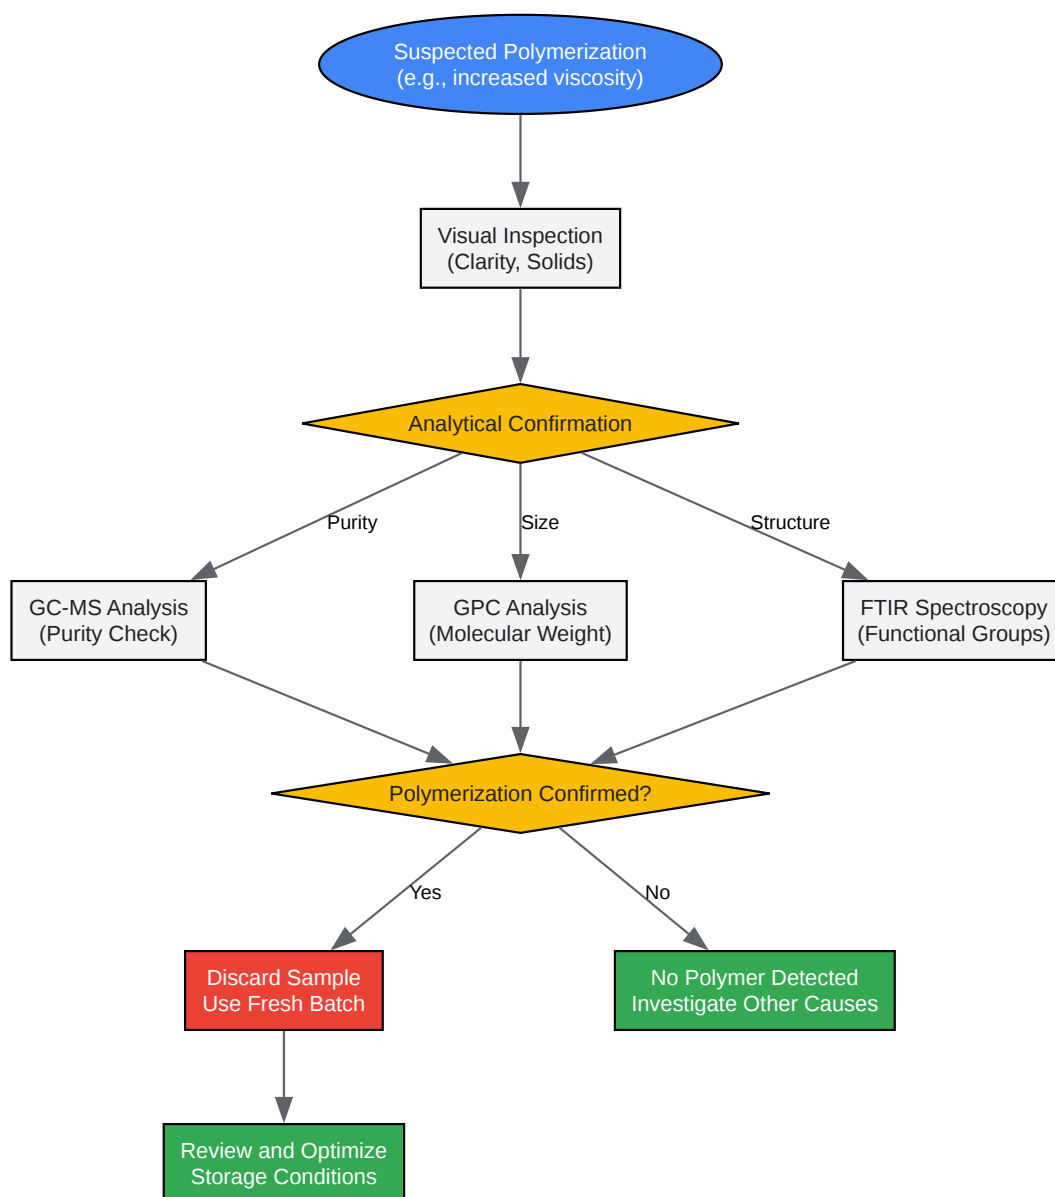 Suspected Polymerization
(e.g., increased viscosity)
Visual Inspection
(Clarity, Solids)
Analytical Confirmation
Purity
Size
Structure
GC-MS Analysis
(Purity Check)
GPC Analysis
(Molecular Weight)
FTIR Spectroscopy
(Functional Groups)
Polymerization Confirmed?
Yes
No
Discard Sample
Use Fresh Batch
No Polymer Detected
Investigate Other Causes
Review and Optimize
Storage Conditions